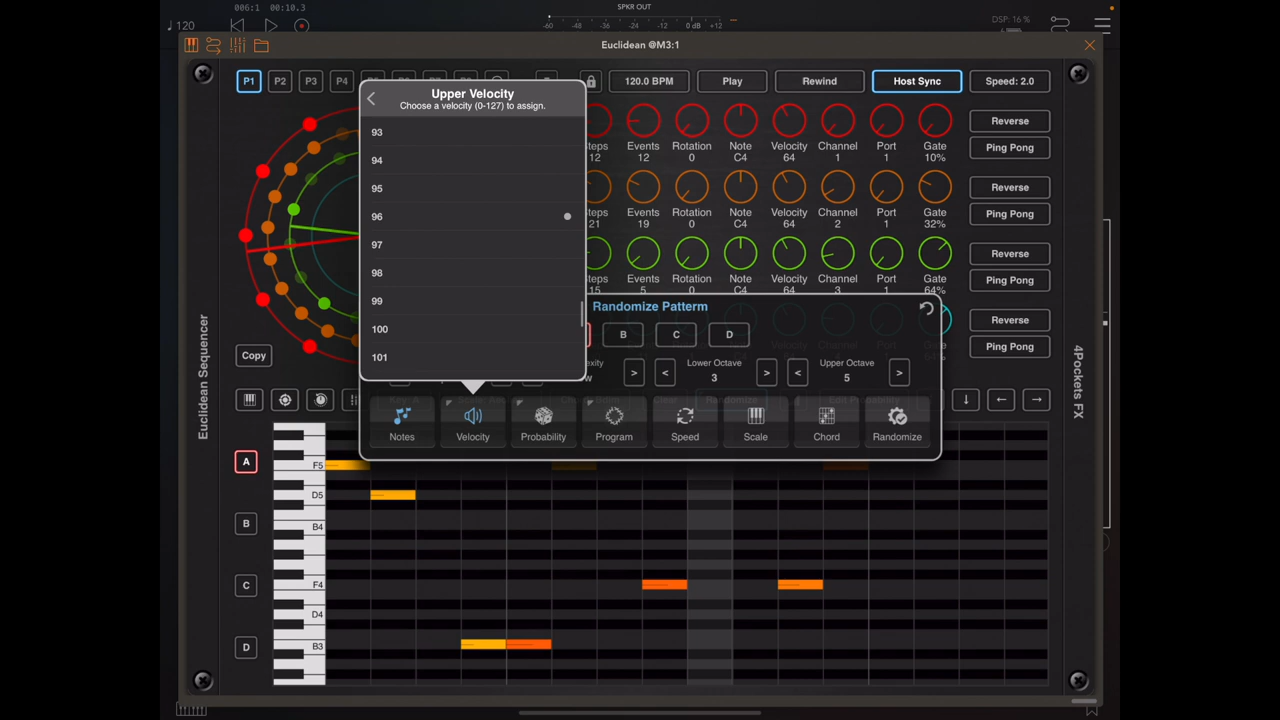 006:1 00:10.3
SPKR OUT
♩120
-60 -48 -36 -24 -12 0 dB +12
DSP: 16 %
Euclidean @M3:1
P1 P2 P3 P4
120.0 BPM Play Rewind Host Sync Speed: 2.0
Upper Velocity
Choose a velocity (0-127) to assign.
93
94
95
96
97
98
99
100
101
Reverse
Steps Events Rotation Note Velocity Channel Port Gate
12 12 0 C4 64 1 1 10%
Ping Pong
Reverse
Steps Events Rotation Note Velocity Channel Port Gate
21 19 0 C4 64 2 1 32%
Ping Pong
Reverse
Steps Events Rotation Note Velocity Channel Port Gate
15 5 0 C4 64 3 1 64%
Ping Pong
Reverse
Ping Pong
Randomize Pattern
B C D
Lower Octave Upper Octave
> < 3 > < 5 >
Copy
Notes Velocity Probability Program Speed Scale Chord Randomize
Euclidean Sequencer
4Pockets FX
A
B
C
D
F5
D5
B4
F4
D4
B3